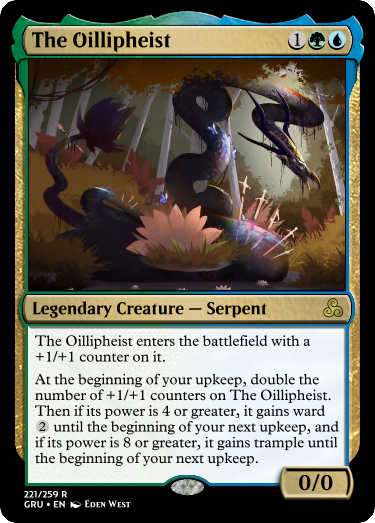 The Oillipheist 1
Legendary Creature — Serpent
The Oillipheist enters the battlefield with a
+1/+1 counter on it.
At the beginning of your upkeep, double the
number of +1/+1 counters on The Oillipheist.
Then if its power is 4 or greater, it gains ward
2 until the beginning of your next upkeep, and
if its power is 8 or greater, it gains trample until
the beginning of your next upkeep.
0/0
221/259 R
GRU • EN Eden West